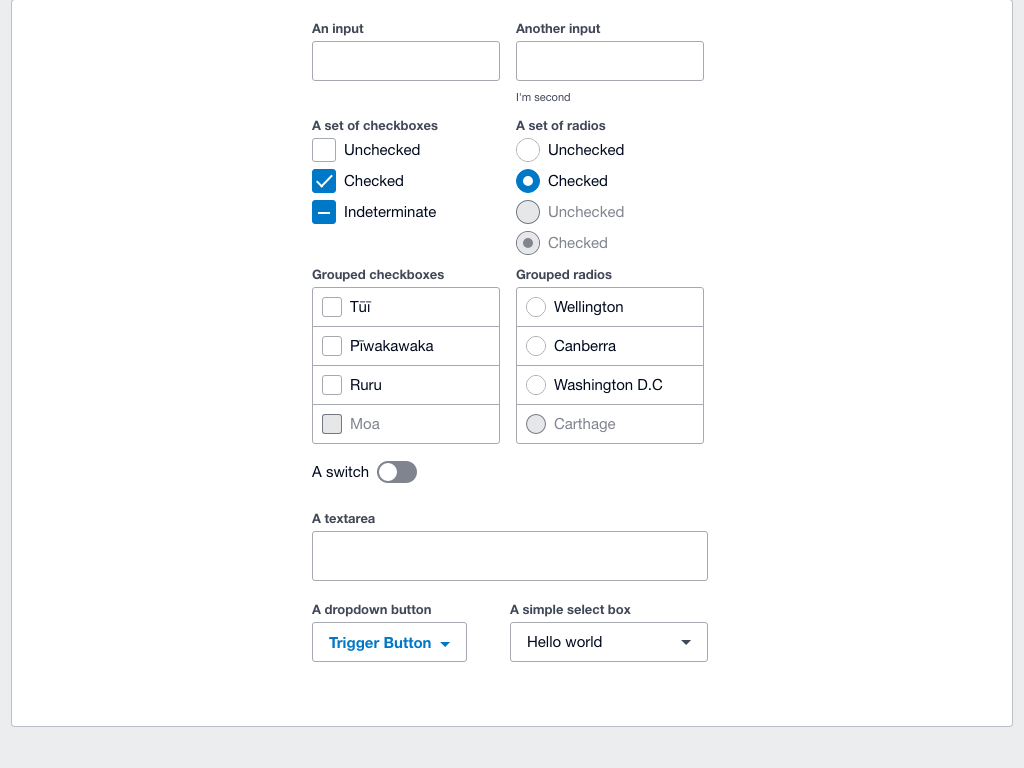 An input
Another input
I'm second
A set of checkboxes
Unchecked
Checked
Indeterminate
A set of radios
Unchecked
Checked
Unchecked
Checked
Grouped checkboxes
Tūī
Pīwakawaka
Ruru
Moa
Grouped radios
Wellington
Canberra
Washington D.C
Carthage
A switch
A textarea
A dropdown button
Trigger Button
A simple select box
Hello world